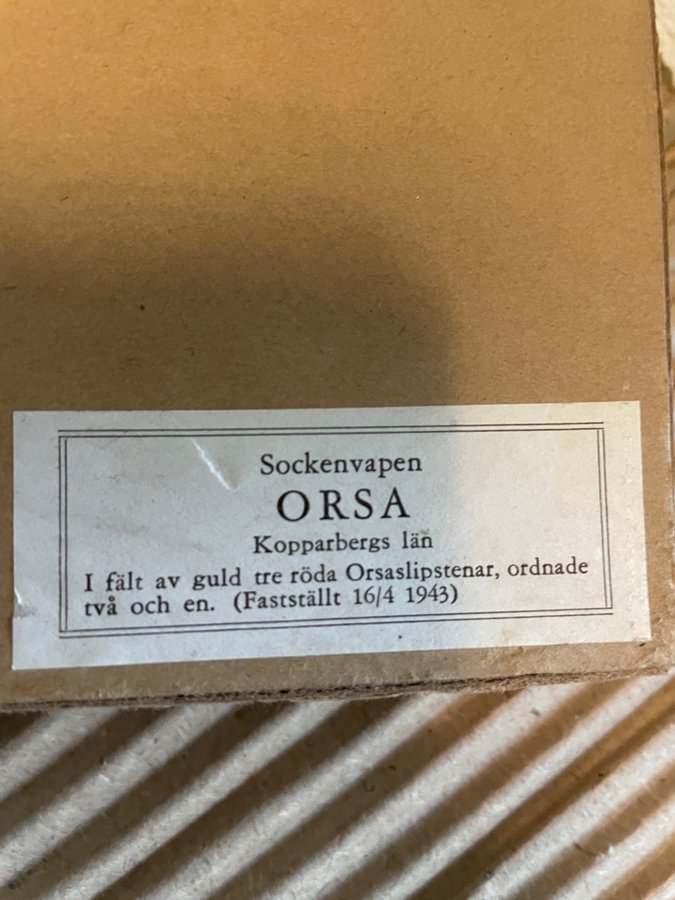 Sockenvapen
ORSA
Kopparbergs län
I fält av guld tre röda Orsaslipstenar, ordnade
två och en. (Fastställt 16/4 1943)